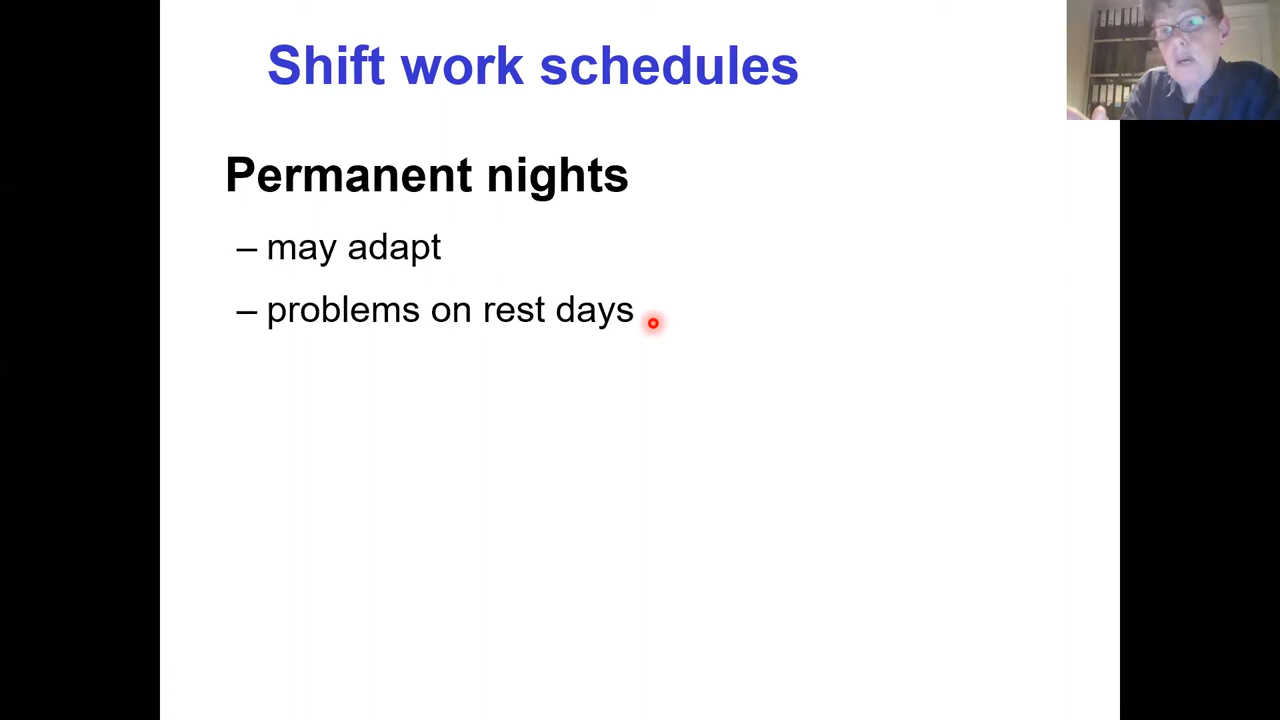 Shift work schedules
Permanent nights
– may adapt
– problems on rest days